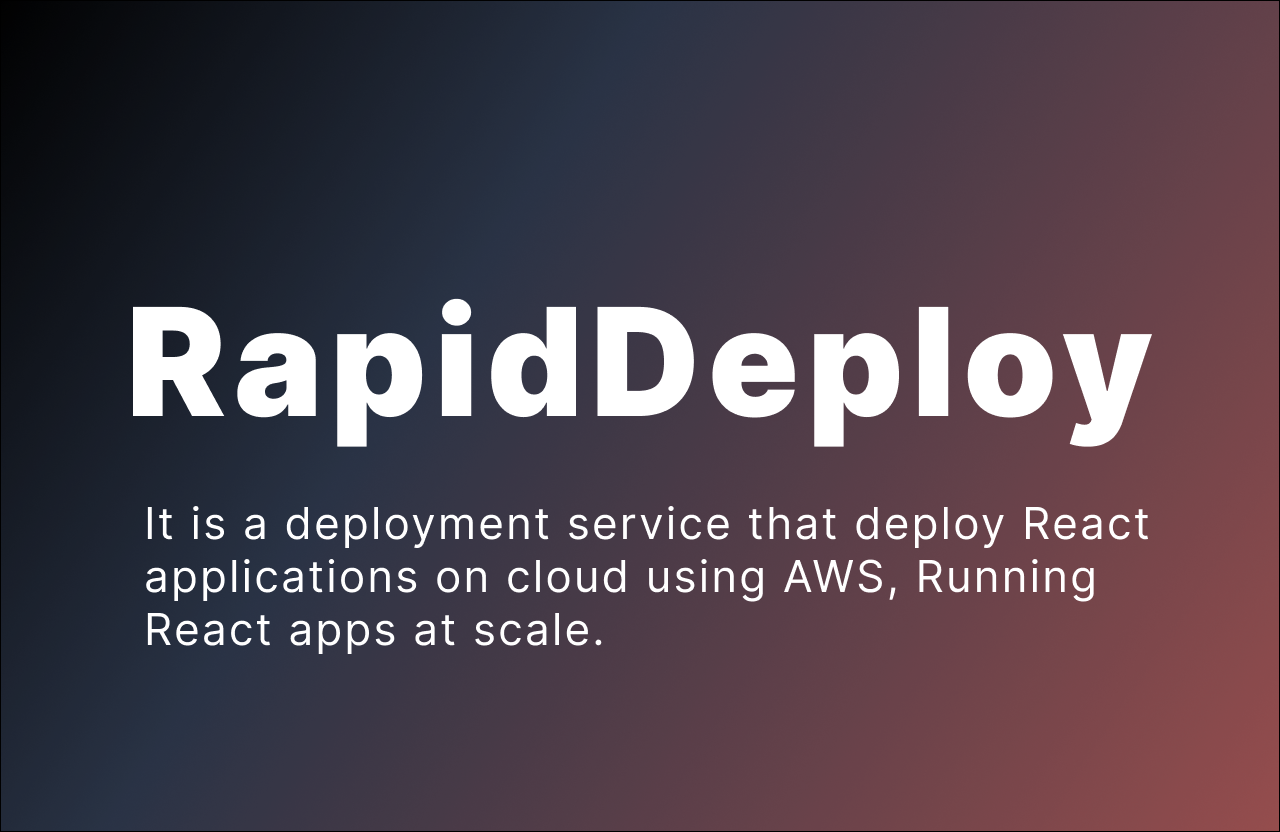 RapidDeploy
It is a deployment service that deploy React
applications on cloud using AWS, Running
React apps at scale.